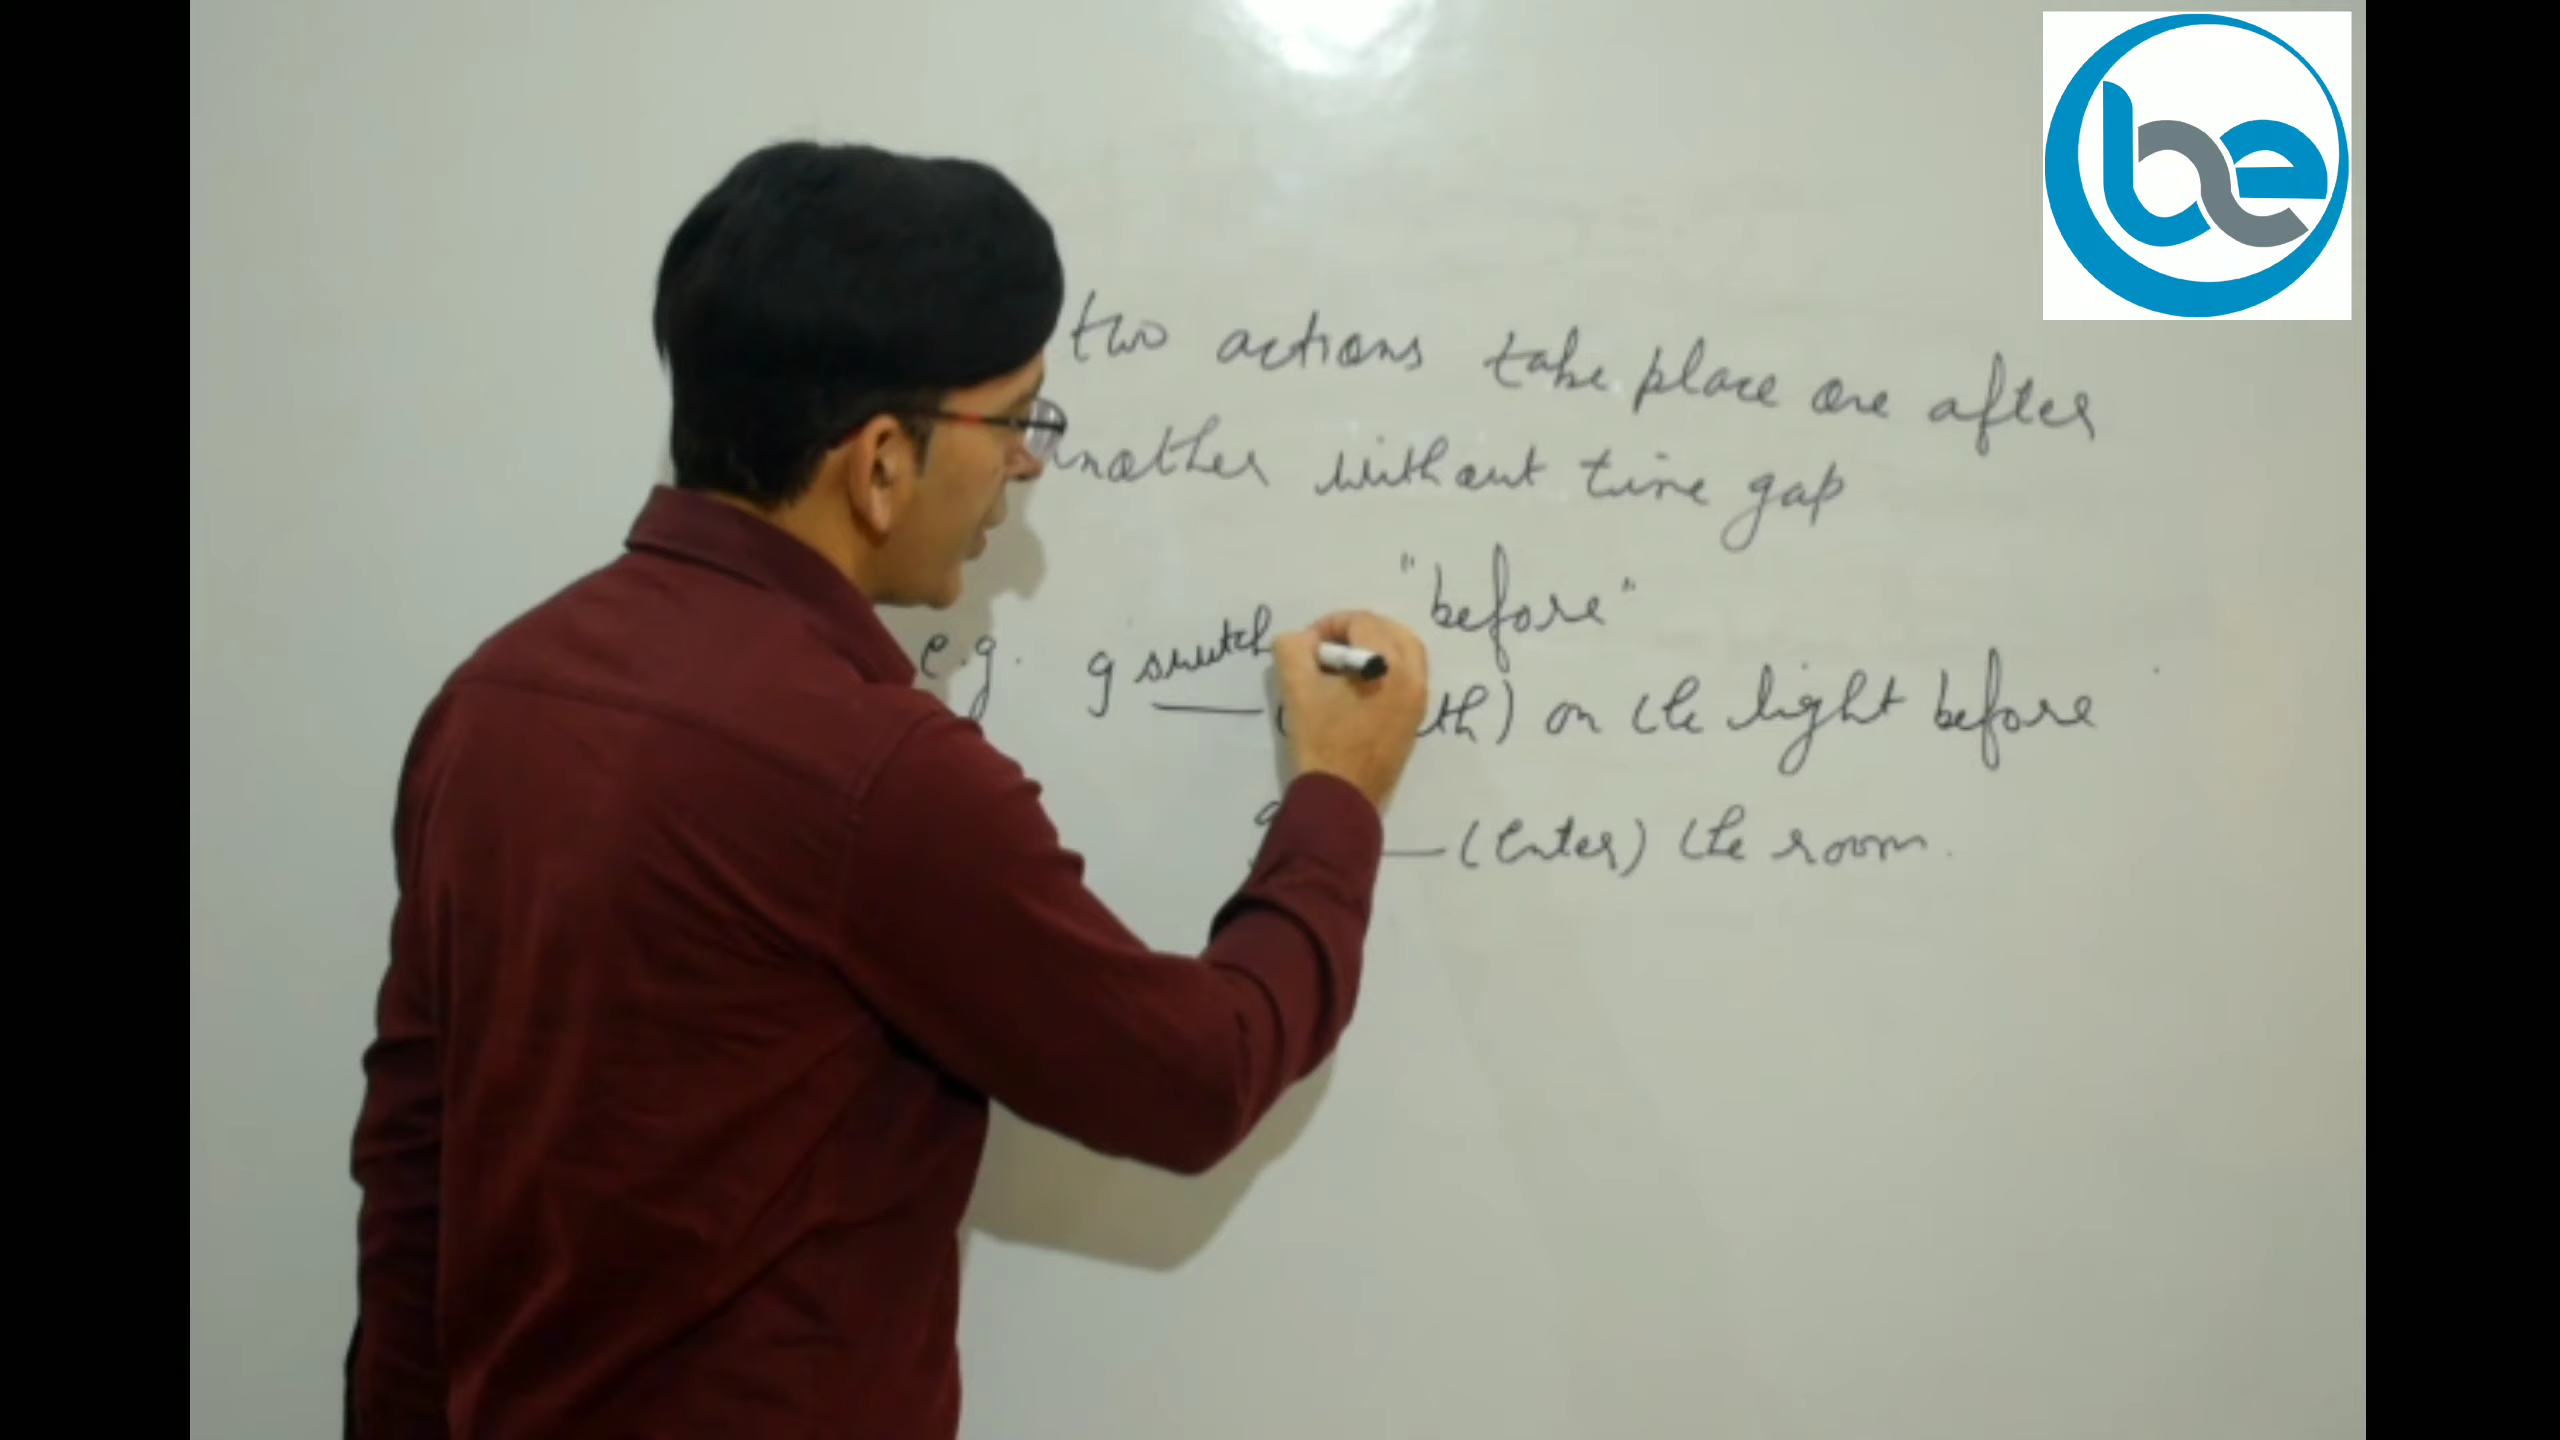 two actions take place one after
another without time gap
"before"
e.g. I switch
on the light before
(Enter) the room.
be